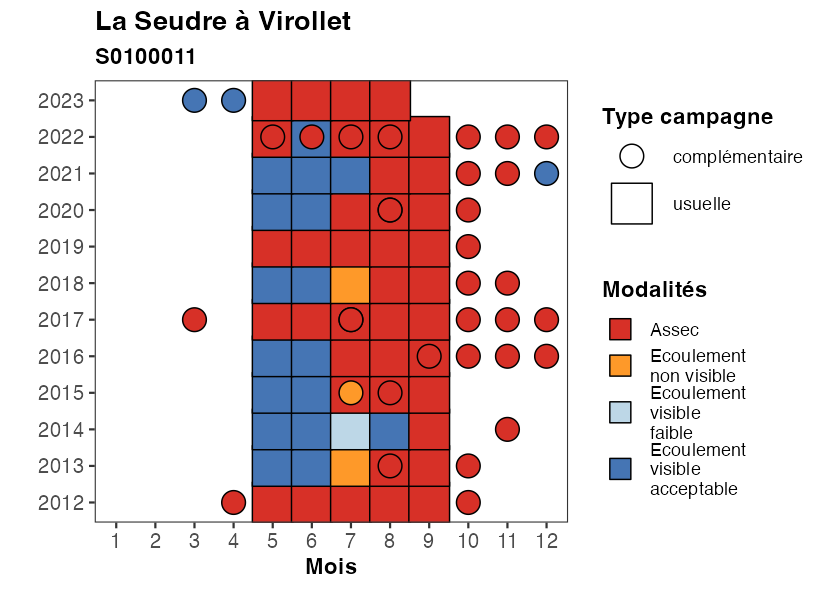 La Seudre à Virollet
S0100011
2023
2022
2021
2020
2019
2018
2017
2016
2015
2014
2013
2012
1 2 3 4 5 6 7 8 9 10 11 12
Mois
Type campagne
complémentaire
usuelle
Modalités
Assec
Ecoulement
non visible
Ecoulement
visible
faible
Ecoulement
visible
acceptable